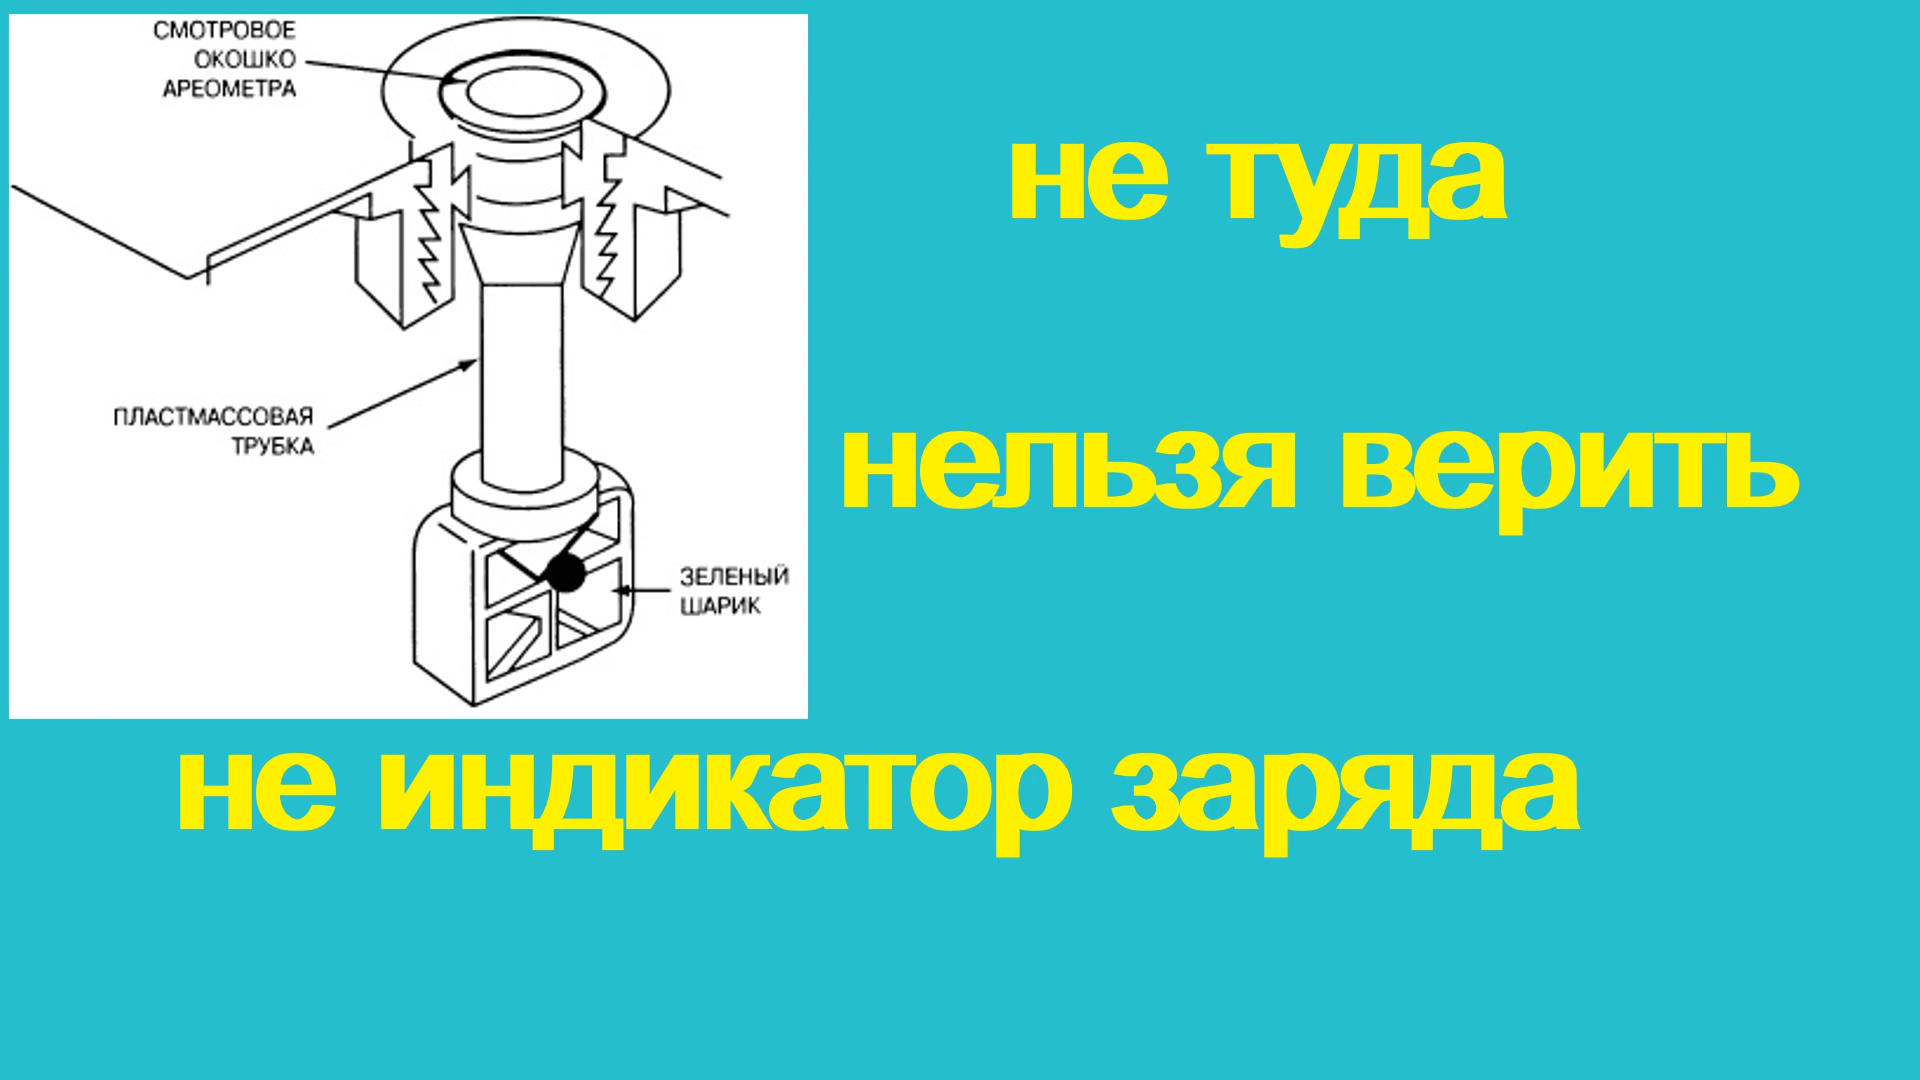 СМОТРОВОЕ
ОКОШКО
АРЕОМЕТРА
ПЛАСТМАССОВАЯ
ТРУБКА
ЗЕЛЕНЫЙ
ШАРИК
не туда
нельзя верить
не индикатор заряда